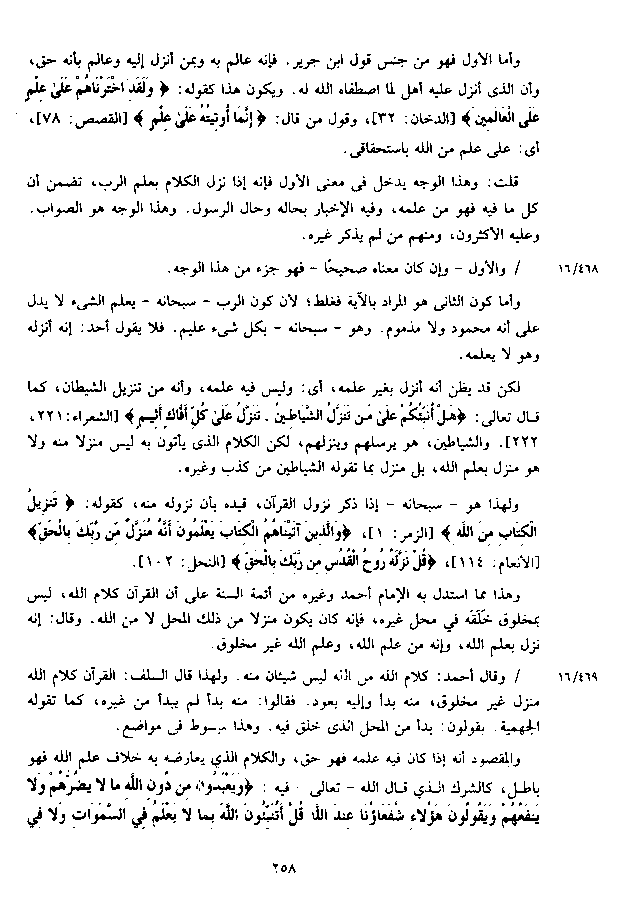 وأما الأول فهو من جنس قول ابن جرير. فإنه عالم به وبمن أنزل إليه وعالم بأنه حق،
وأن الذى أنزل عليه أهل لما اصطفاه الله له. ويكون هذا كقوله: ﴿ وَلَقَدِ اخْتَرْنَاهُمْ عَلَىٰ عِلْمٍ
عَلَى الْعَالَمِينَ﴾ [الدخان: ٣٢]، وقول من قال: ﴿ إِنَّمَا أُوتِيتُهُ عَلَىٰ عِلْمٍ ﴾ [القصص: ٧٨]،
أى: على علم من الله باستحقاقى.
قلت: وهذا الوجه يدخل فى معنى الأول فإنه إذا نزل الكلام بعلم الرب، تضمن أن
كل ما فيه فهو من علمه، وفيه الإخبار بحاله وحال الرسول. وهذا الوجه هو الصواب.
وعليه الأكثرون، ومنهم من لم يذكر غيره.
١٦/٤٦٨ / والأول - وإن كان معناه صحيحًا - فهو جزء من هذا الوجه.
وأما كون الثانى هو المراد بالآية فغلط؛ لأن كون الرب - سبحانه - يعلم الشىء لا يدل
على أنه محمود ولا مذموم. وهو - سبحانه - بكل شىء عليم. فلا يقول أحد: إنه أنزله
وهو لا يعلمه.
لكن قد يظن أنه أنزل بغير علمه، أى: وليس فيه علمه، وأنه من تنزيل الشيطان، كما
قال تعالى: ﴿هَلْ أُنَبِّئُكُمْ عَلَىٰ مَن تَنَزَّلُ الشَّيَاطِينُ . تَنَزَّلُ عَلَىٰ كُلِّ أَفَّاكٍ أَثِيمٍ ﴾ [الشعراء: ٢٢١،
٢٢٢]. والشياطين، هو يرسلهم وينزلهم، لكن الكلام الذى يأتون به ليس منزلا منه ولا
هو منزل بعلم الله، بل منزل بما تقوله الشياطين من كذب وغيره.
ولهذا هو - سبحانه - إذا ذكر نزول القرآن، قيده بأن نزوله منه، كقوله: ﴿ تَنزِيلُ
الْكِتَابِ مِنَ اللَّهِ ﴾ [الزمر: ١]، ﴿وَالَّذِينَ آتَيْنَاهُمُ الْكِتَابَ يَعْلَمُونَ أَنَّهُ مُنَزَّلٌ مِّن رَّبِّكَ بِالْحَقِّ﴾
[الأنعام: ١١٤]، ﴿قُلْ نَزَّلَهُ رُوحُ الْقُدُسِ مِن رَّبِّكَ بِالْحَقِّ﴾ [النحل: ١٠٢].
وهذا مما استدل به الإمام أحمد وغيره من أئمة السنة على أن القرآن كلام الله، ليس
بمخلوق خَلَقَه في محل غيره، فإنه كان يكون منزلا من ذلك المحل لا من الله. وقال: إنه
نزل بعلم الله، وإنه من علم الله، وعلم الله غير مخلوق.
١٦/٤٦٩ / وقال أحمد: كلام الله من الله ليس شيئان منه. ولهذا قال السلف: القرآن كلام الله
منزل غير مخلوق، منه بدأ وإليه يعود. فقالوا: منه بدأ لم يبدأ من غيره، كما تقوله
الجهمية. يقولون: بدأ من المحل الذى خلق فيه. وهذا مبسوط فى مواضع.
والمقصود أنه إذا كان فيه علمه فهو حق، والكلام الذي يعارضه به خلاف علم الله فهو
باطل، كالشرك الذي قال الله - تعالى - فيه : ﴿وَيَعْبُدُونَ مِن دُونِ اللَّهِ مَا لا يَضُرُّهُمْ وَلا
يَنفَعُهُمْ وَيَقُولُونَ هَؤُلاءِ شُفَعَاؤُنَا عِندَ اللَّهِ قُلْ أَتُنَبِّئُونَ اللَّهَ بِمَا لا يَعْلَمُ فِي السَّمَوَاتِ وَلا فِي
٢٥٨